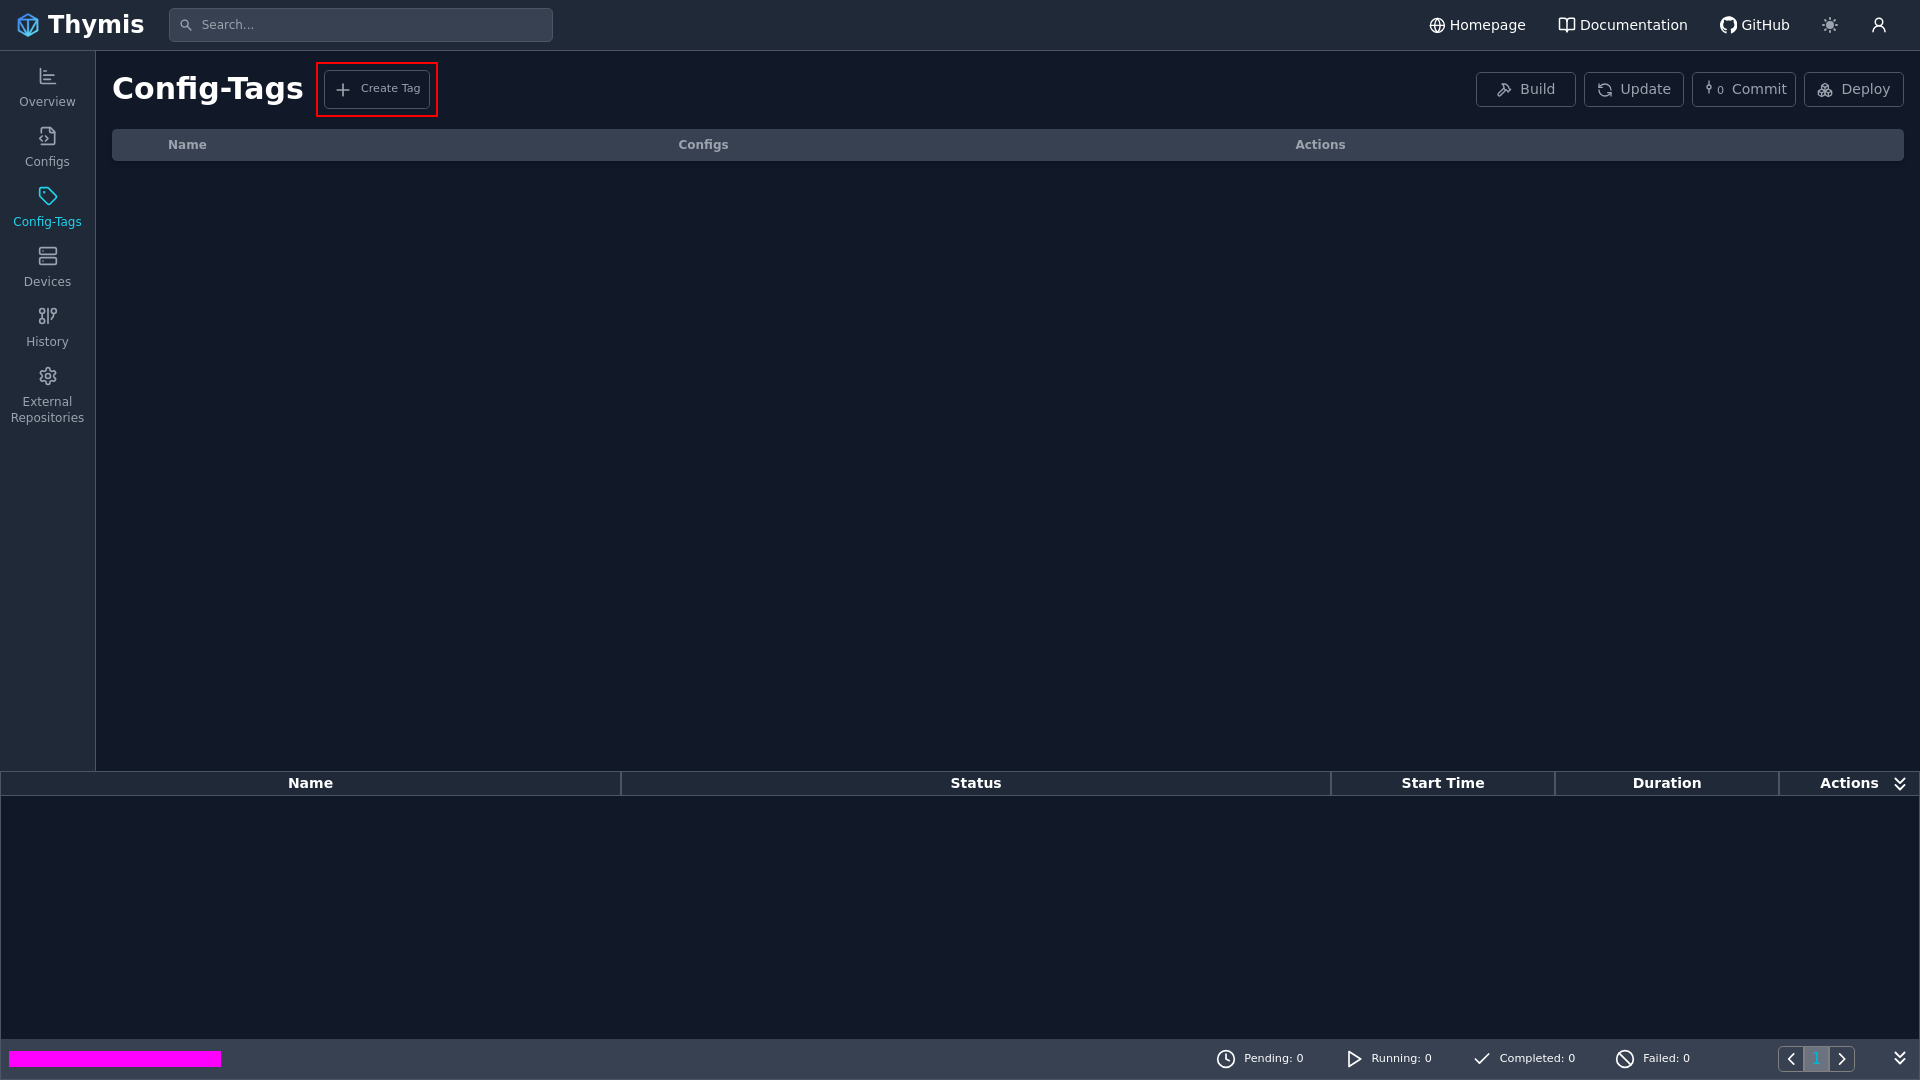 Thymis
Search...
Homepage
Documentation
GitHub
Overview
Configs
Config-Tags
Devices
History
External
Repositories
Config-Tags
Create Tag
Build
Update
0 Commit
Deploy
Name Configs Actions
Name Status Start Time Duration Actions
Pending: 0
Running: 0
Completed: 0
Failed: 0
1